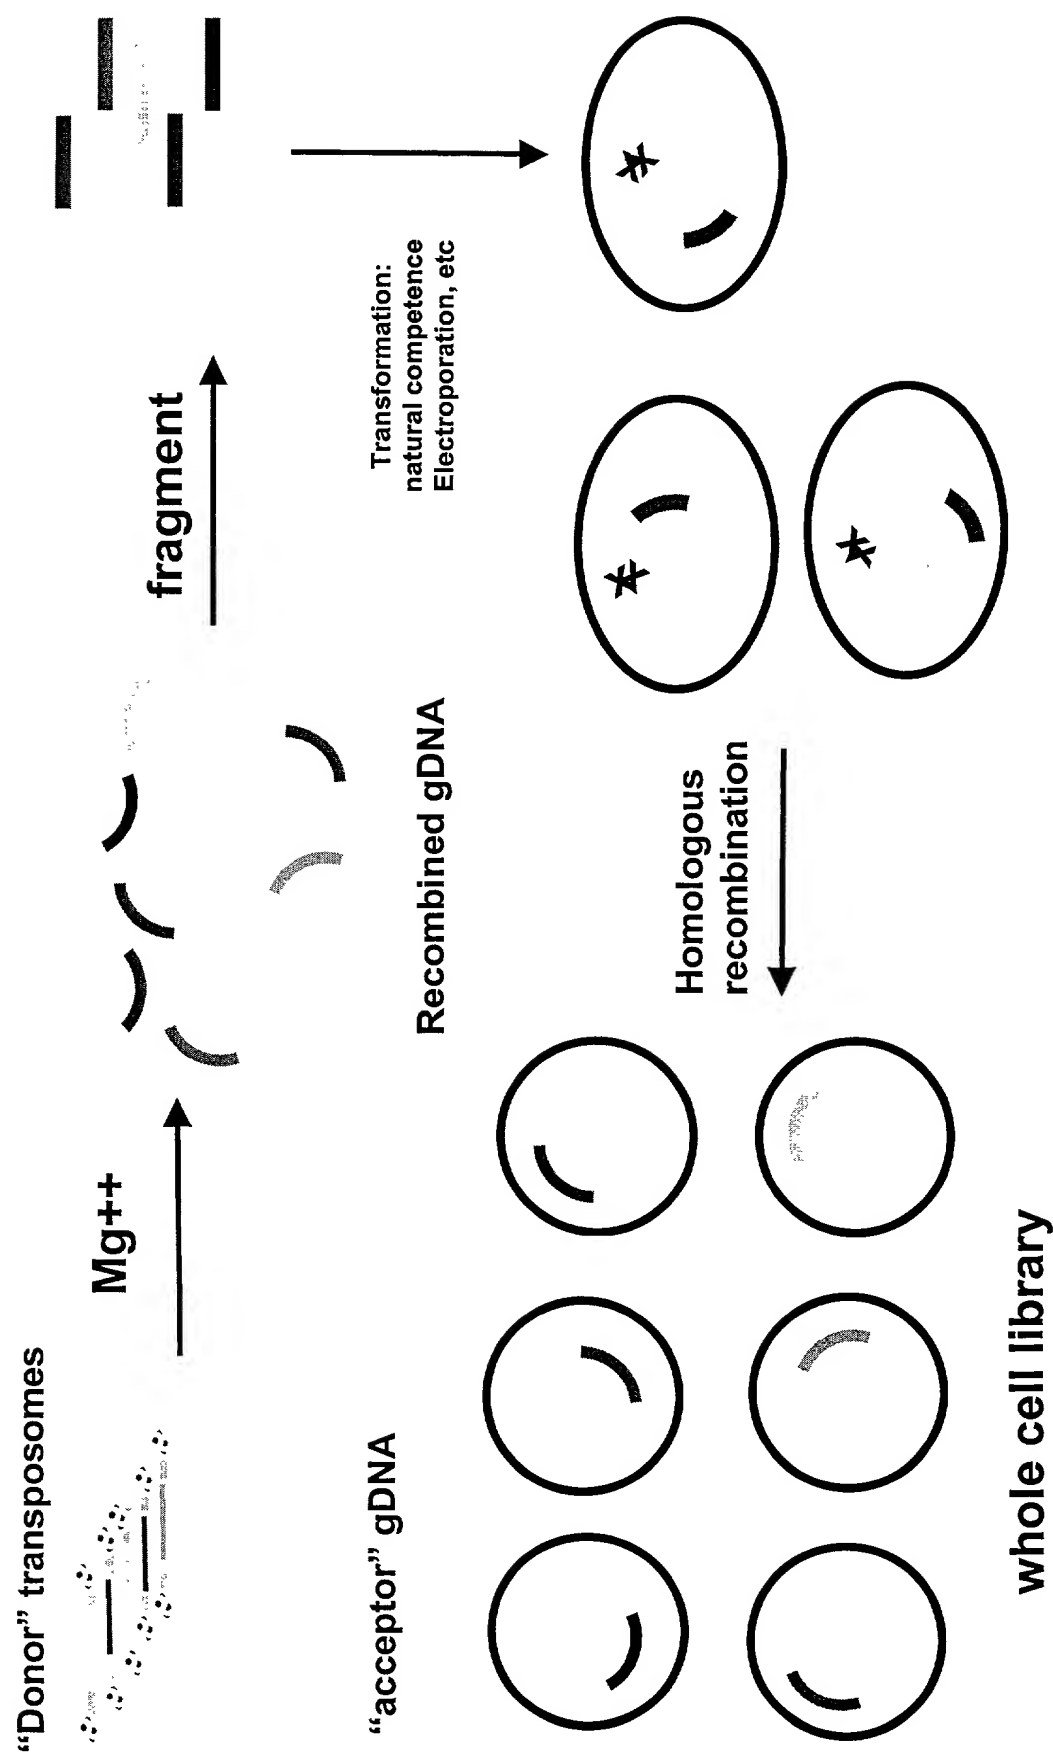 “Donor” transposomes
Mg++
fragment
“acceptor” gDNA
Recombined gDNA
Transformation:
natural competence
Electroporation, etc
Homologous
recombination
whole cell library